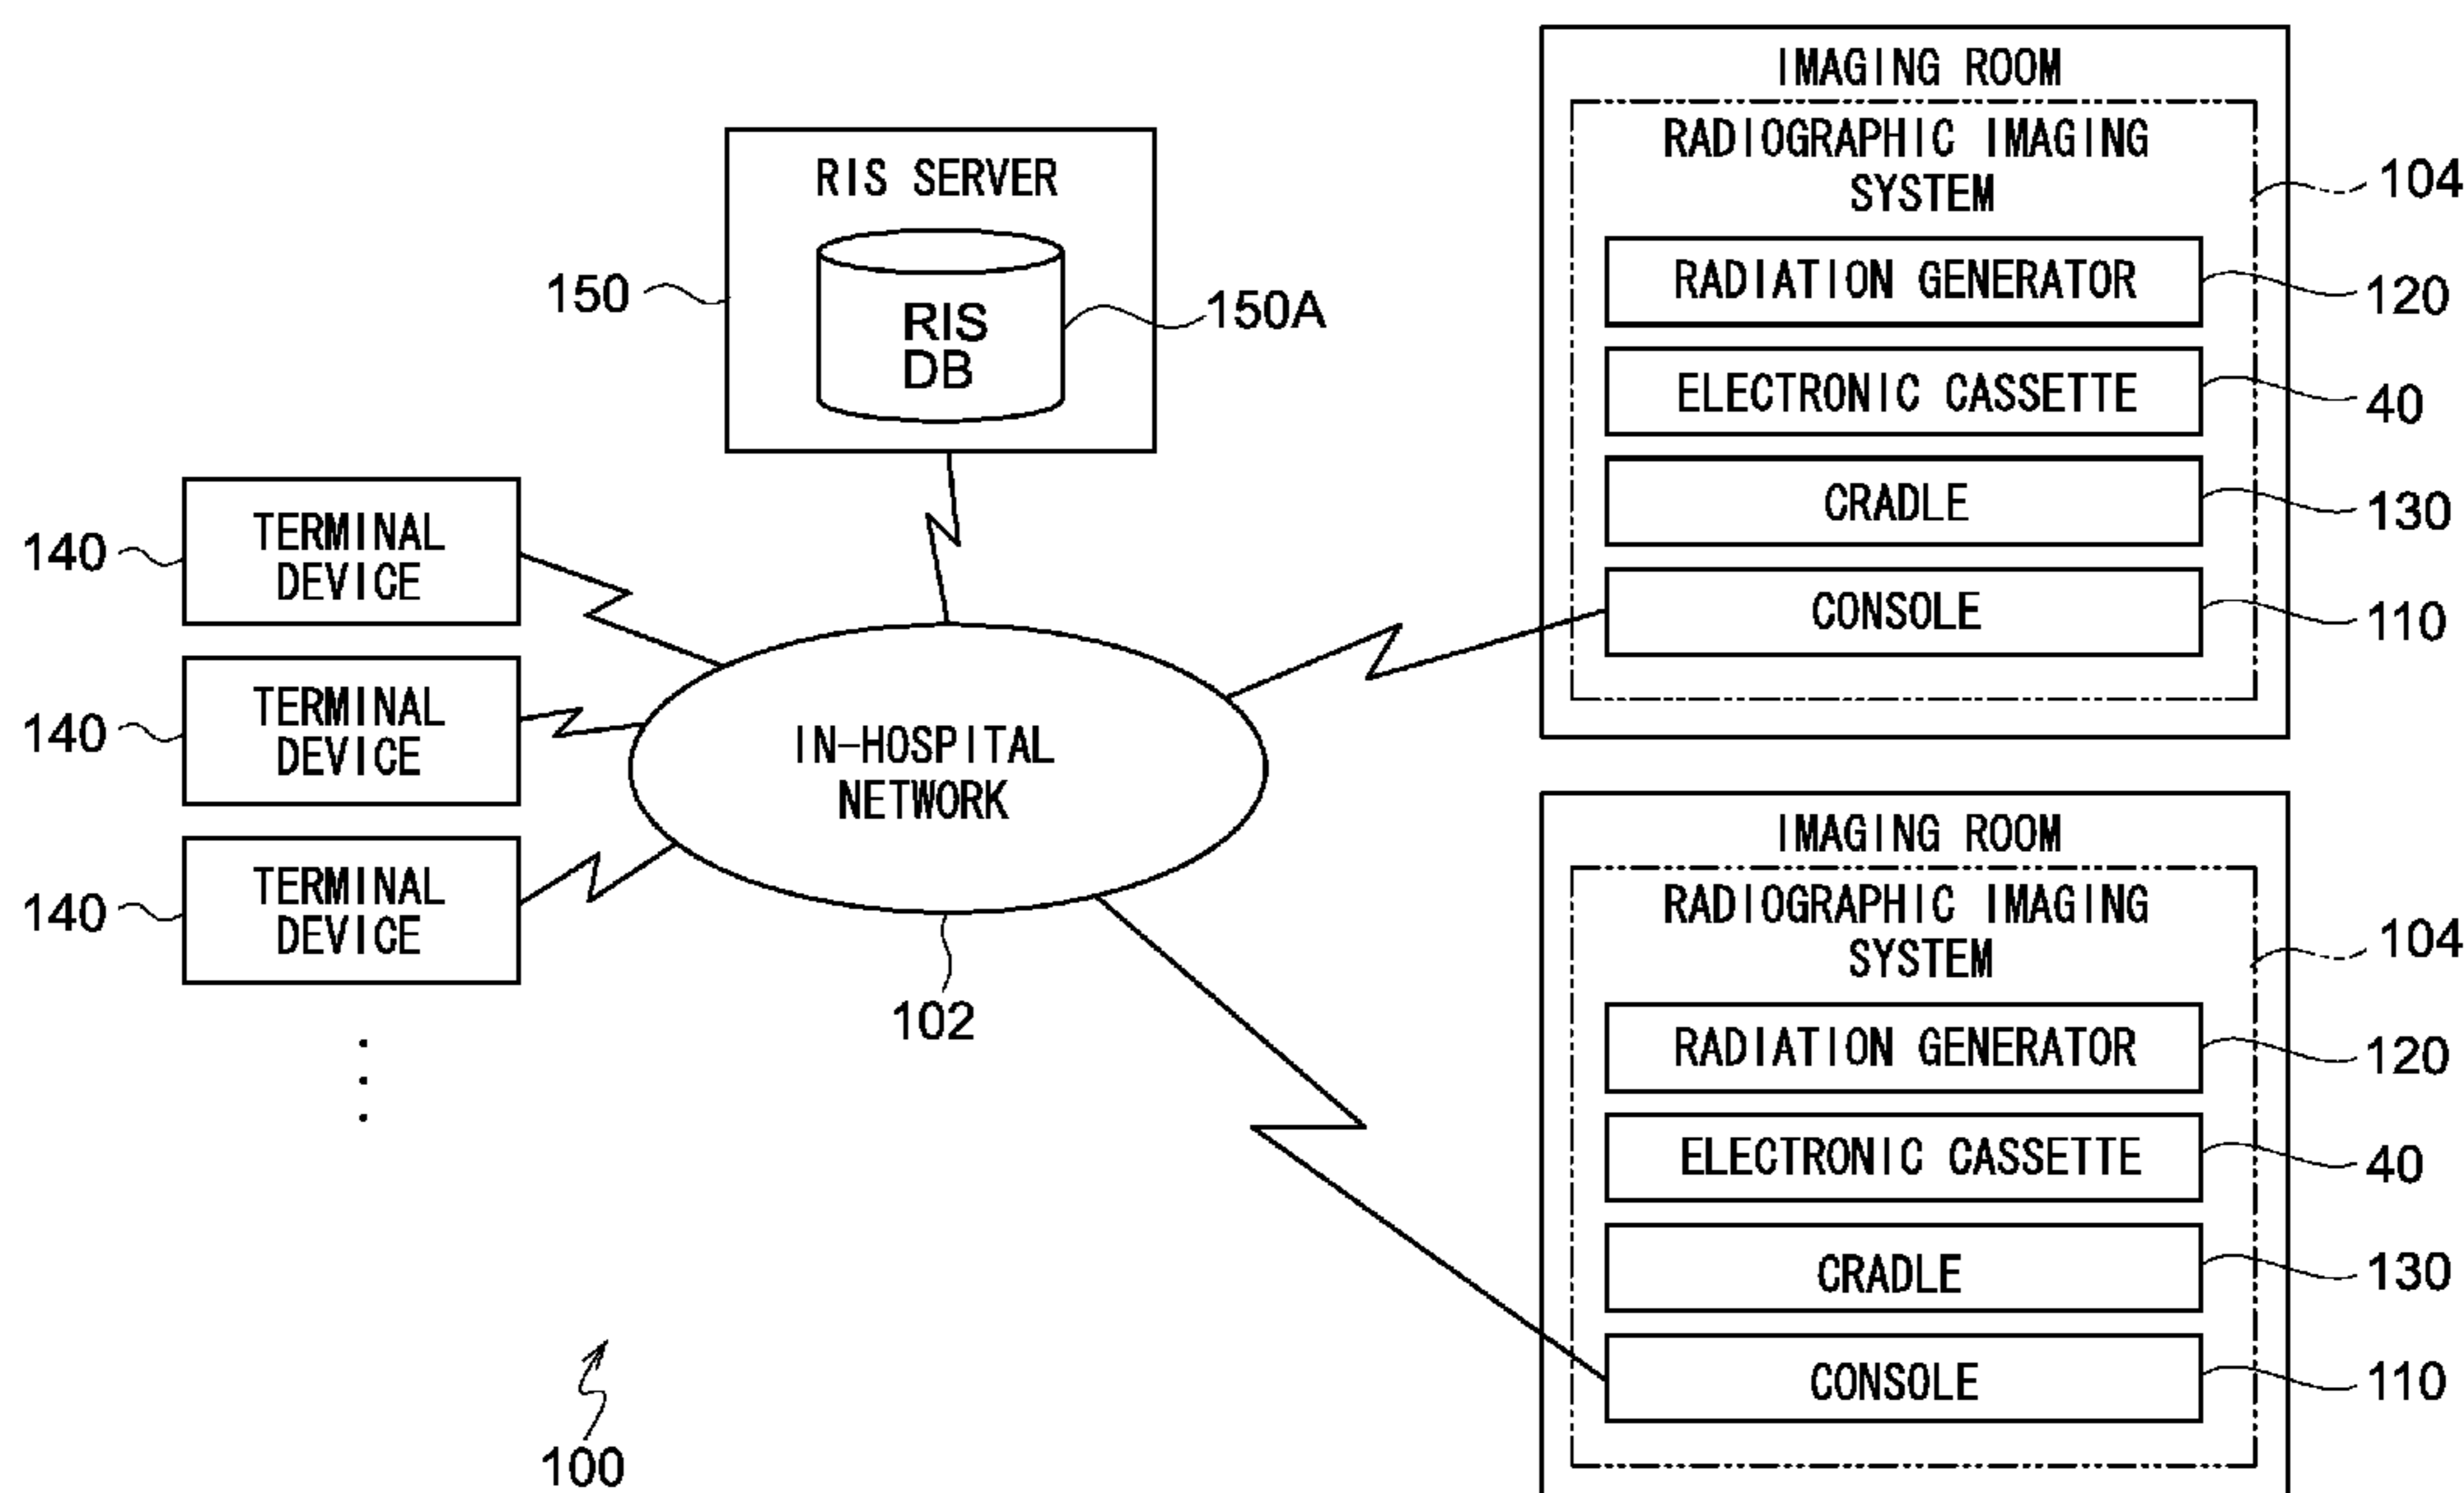 RIS SERVER
150
RIS
DB
150A
TERMINAL
DEVICE
140
TERMINAL
DEVICE
140
TERMINAL
DEVICE
140
IN-HOSPITAL
NETWORK
102
100
IMAGING ROOM
RADIOGRAPHIC IMAGING
SYSTEM
104
RADIATION GENERATOR
120
ELECTRONIC CASSETTE
40
CRADLE
130
CONSOLE
110
IMAGING ROOM
RADIOGRAPHIC IMAGING
SYSTEM
104
RADIATION GENERATOR
120
ELECTRONIC CASSETTE
40
CRADLE
130
CONSOLE
110